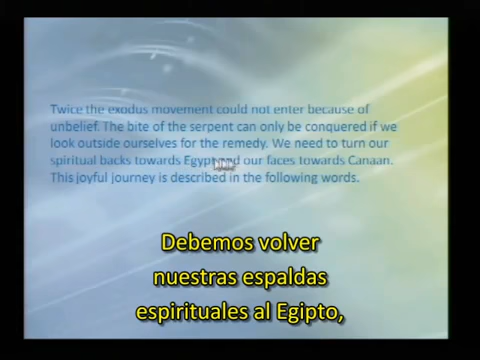 Twice the exodus movement could not enter because of
unbelief. The bite of the serpent can only be conquered if we
look outside ourselves for the remedy. We need to turn our
spiritual backs towards Egypt and our faces towards Canaan.
This joyful journey is described in the following words.
Debemos volver
nuestras espaldas
espirituales al Egipto,